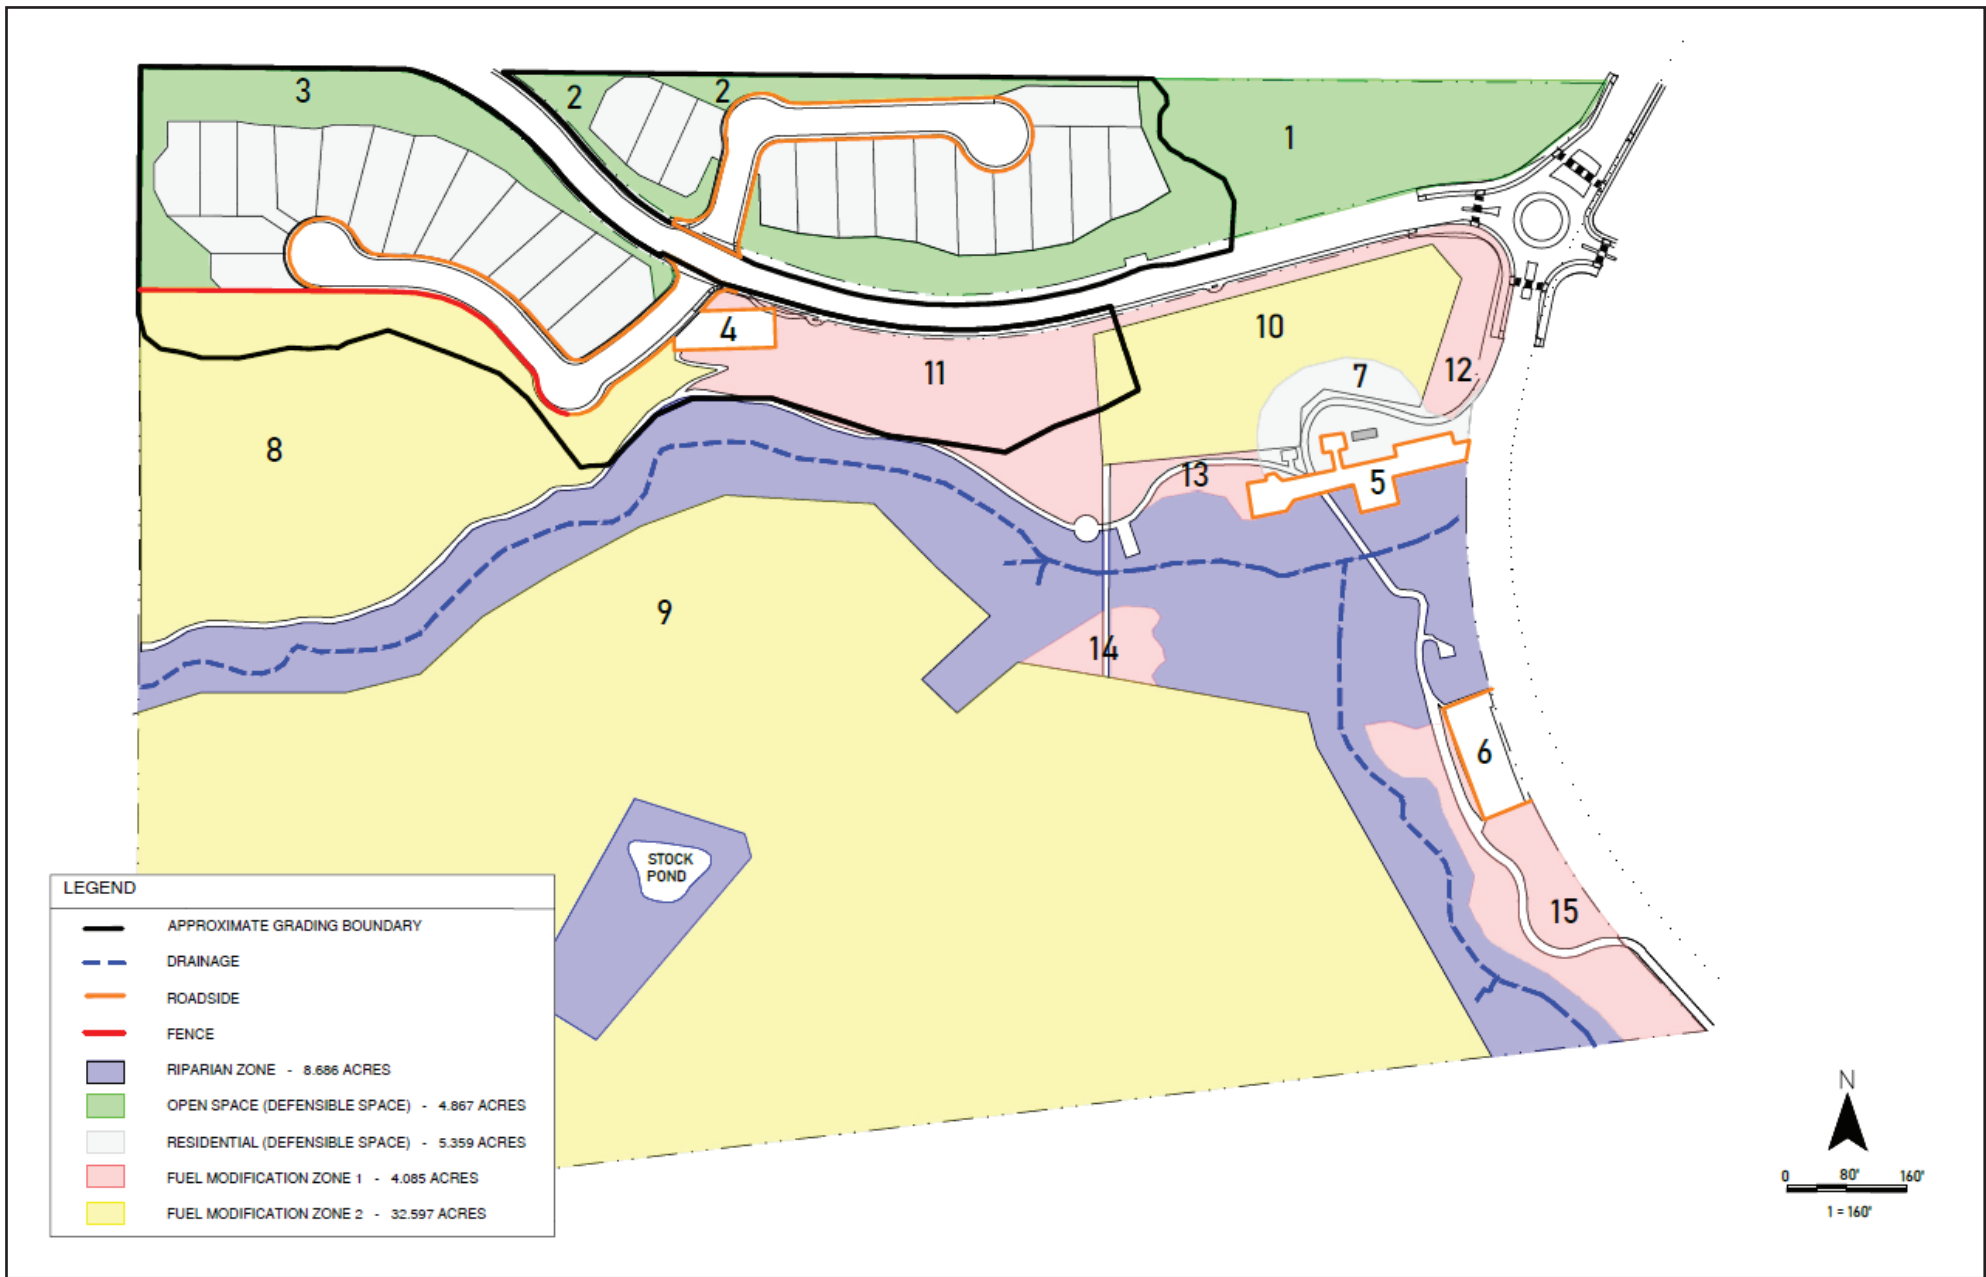 3
2
2
1
4
11
10
12
7
8
13
5
9
14
6
15
STOCK
POND
LEGEND
APPROXIMATE GRADING BOUNDARY
DRAINAGE
ROADSIDE
FENCE
RIPARIAN ZONE - 8.686 ACRES
OPEN SPACE (DEFENSIBLE SPACE) - 4.867 ACRES
RESIDENTIAL (DEFENSIBLE SPACE) - 5.359 ACRES
FUEL MODIFICATION ZONE 1 - 4.085 ACRES
FUEL MODIFICATION ZONE 2 - 32.597 ACRES
N
0 80' 160'
1 = 160'